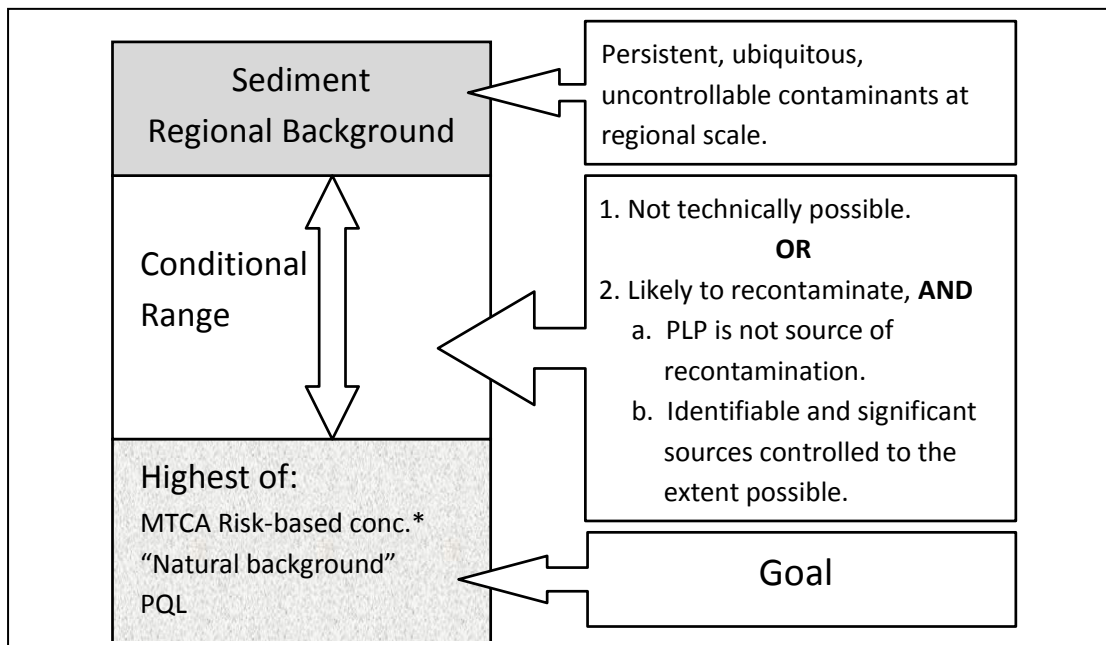 Sediment
Regional Background
Persistent, ubiquitous,
uncontrollable contaminants at
regional scale.
Conditional
Range
1. Not technically possible.
OR
2. Likely to recontaminate, AND
a. PLP is not source of
recontamination.
b. Identifiable and significant
sources controlled to the
extent possible.
Highest of:
MTCA Risk-based conc.*
“Natural background”
PQL
Goal